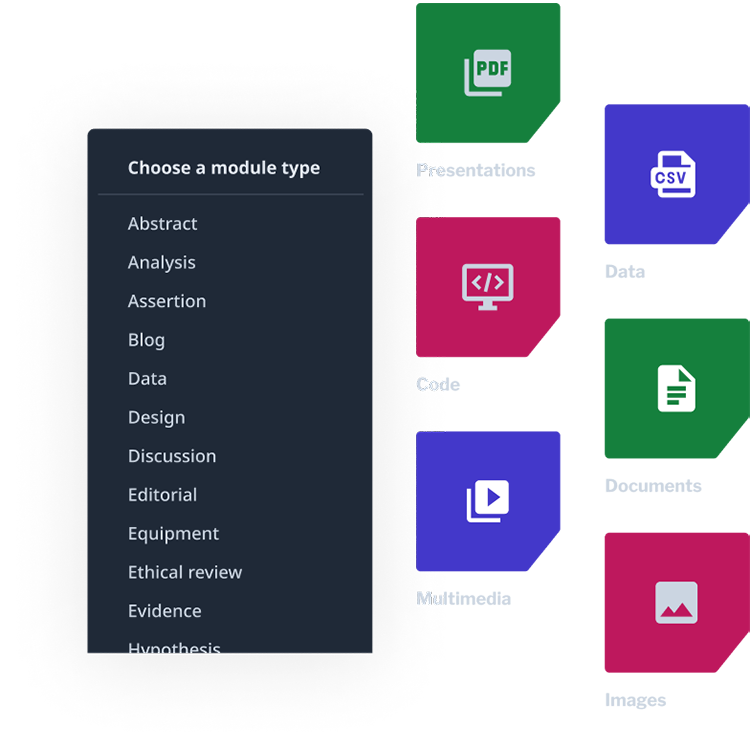 Choose a module type
Abstract
Analysis
Assertion
Blog
Data
Design
Discussion
Editorial
Equipment
Ethical review
Evidence
Hypothesis
PDF
Presentations
CSV
Data
</>
Code
Documents
Multimedia
Images